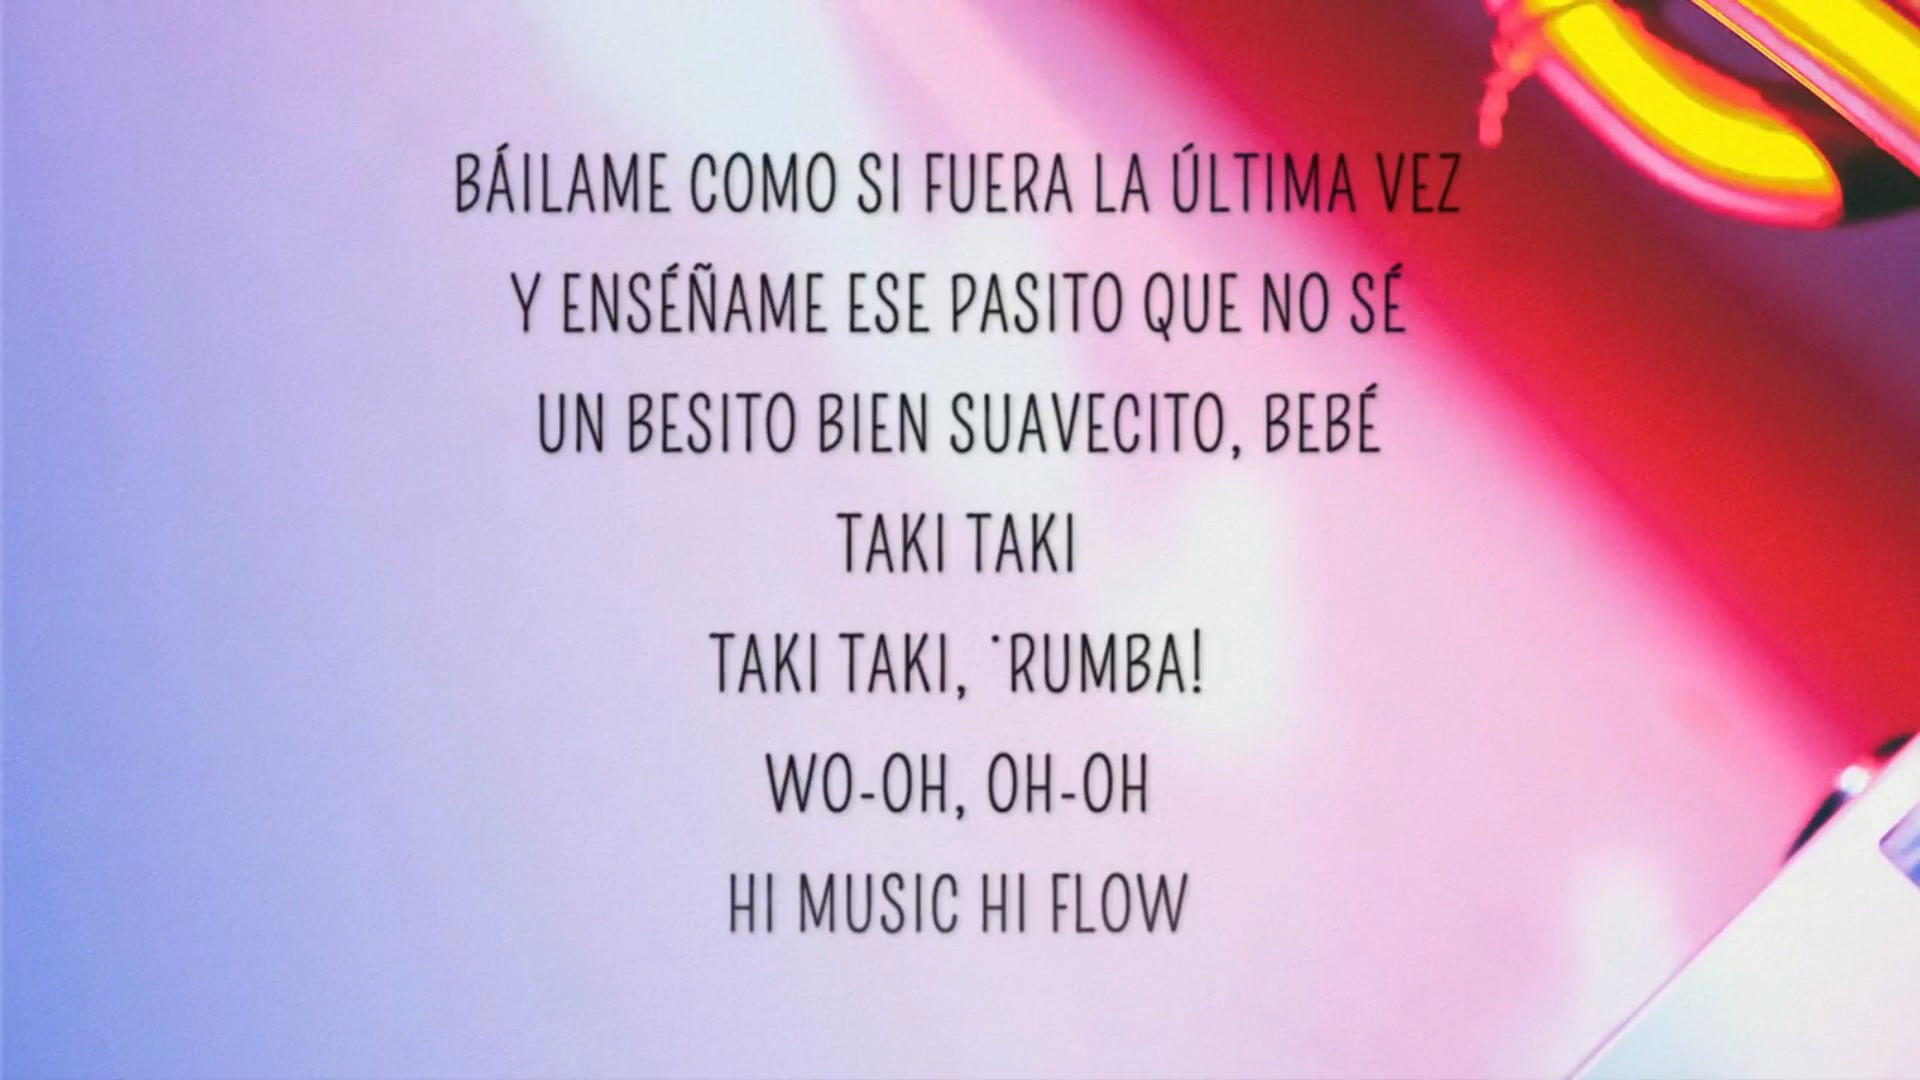 BÁILAME COMO SI FUERA LA ÚLTIMA VEZ
Y ENSÉÑAME ESE PASITO QUE NO SÉ
UN BESITO BIEN SUAVECITO, BEBÉ
TAKI TAKI
TAKI TAKI, ˙RUMBA!
WO-OH, OH-OH
HI MUSIC HI FLOW